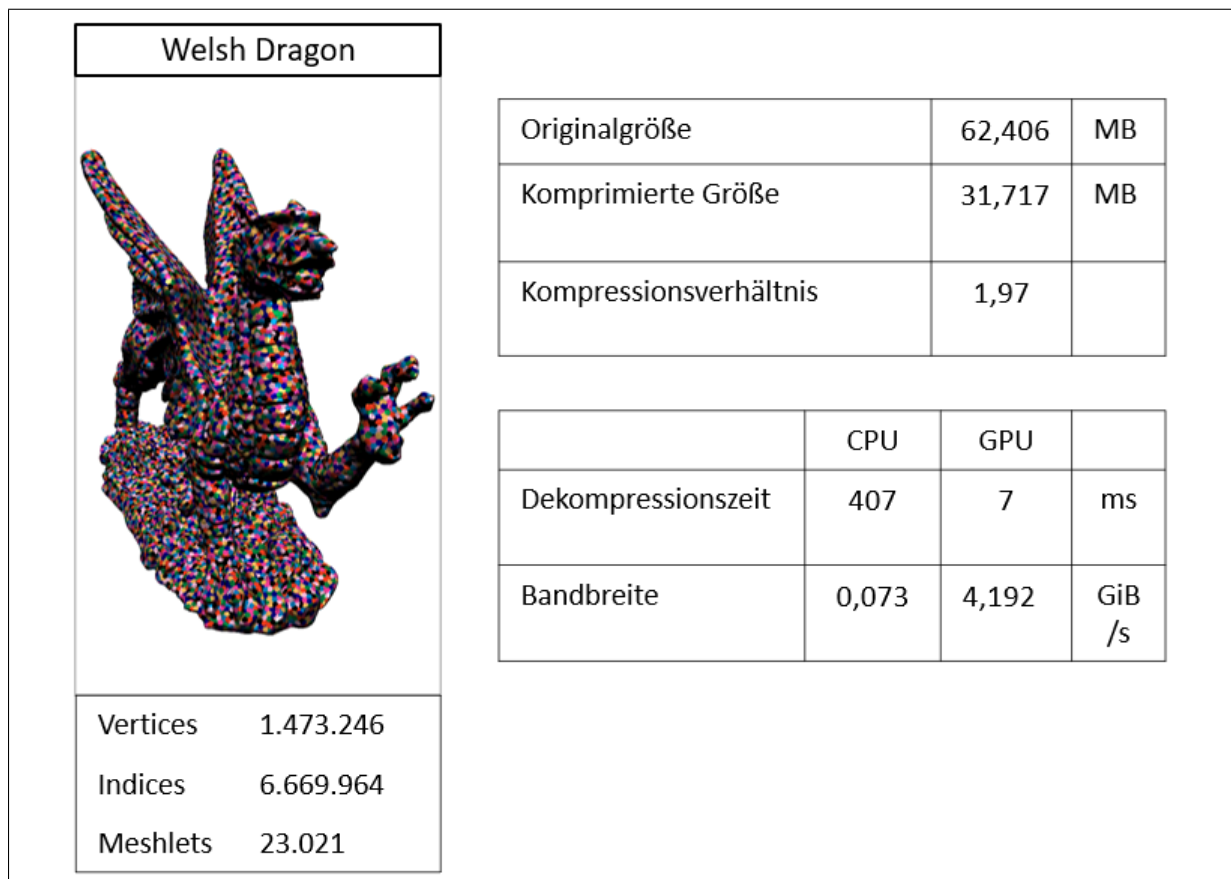 Welsh Dragon
Originalgröße 62,406 MB
Komprimierte Größe 31,717 MB
Kompressionsverhältnis 1,97
CPU GPU
Dekompressionszeit 407 7 ms
Bandbreite 0,073 4,192 GiB
/s
Vertices 1.473.246
Indices 6.669.964
Meshlets 23.021